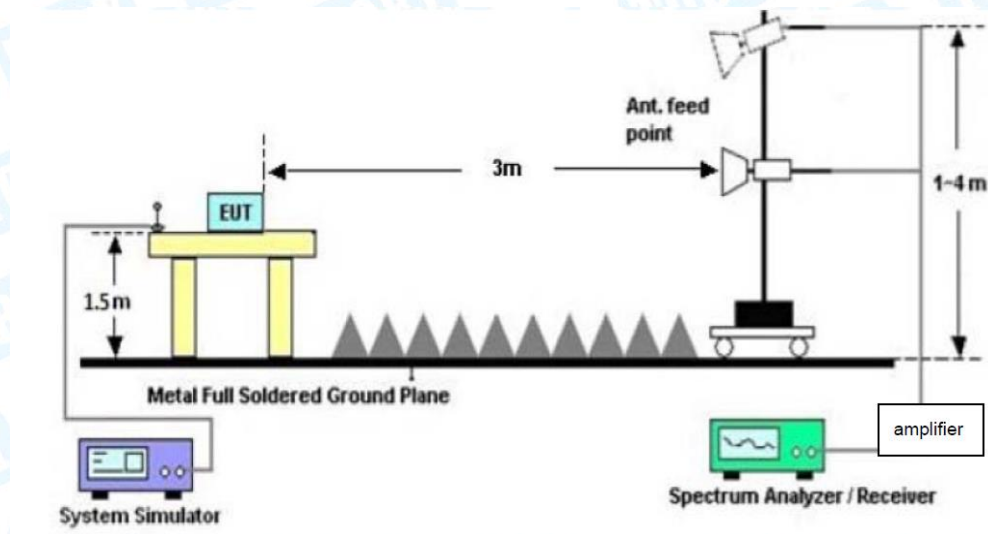 Ant. feed
point
3m
1~4 m
EUT
1.5m
Metal Full Soldered Ground Plane
amplifier
System Simulator
Spectrum Analyzer / Receiver